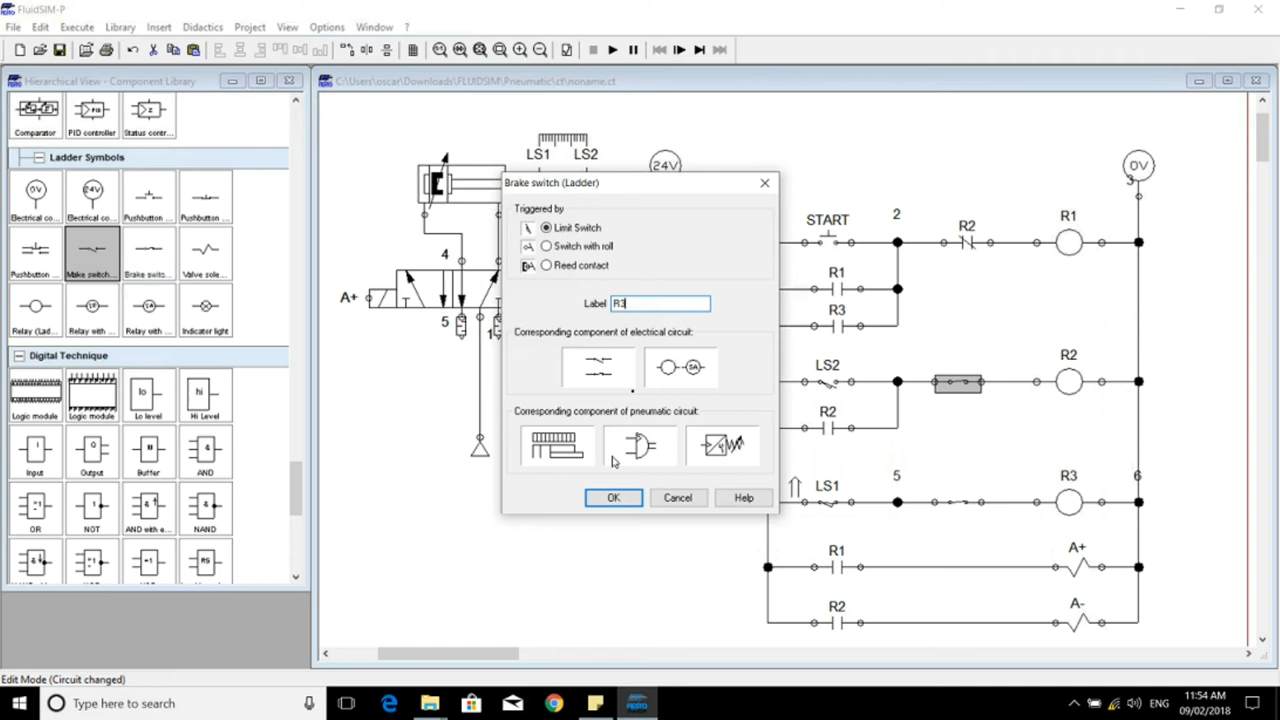 FluidSIM-P
File Edit Execute Library Insert Didactics Project View Options Window ?
Hierarchical View - Component Library
C:\Users\oscar\Downloads\FLUIDSIM\Pneumatic\ct\noname.ct
Comparator PID controller Status contr...
Ladder Symbols
0V 24V
Electrical co... Electrical co... Pushbutton ... Pushbutton ...
Pushbutton ... Make switch... Brake switc... Valve sole...
Relay (Lad... Relay with ... Relay with ... Indicator light
Digital Technique
lo hi
Logic module Logic module Lo level Hi Level
Input Output Buffer AND
OR NOT AND with e... NAND
LS1 LS2
24V
0V
3
4
A+
5 1
Brake switch (Ladder)
Triggered by
Limit Switch
Switch with roll
Reed contact
Label R3
Corresponding component of electrical circuit:
Corresponding component of pneumatic circuit:
OK Cancel Help
START 2 R2 R1
R1
R3
LS2 R2
R2
LS1 5 R3 6
R1 A+
R2 A-
Edit Mode (Circuit changed)
Type here to search
ENG
11:54 AM
09/02/2018